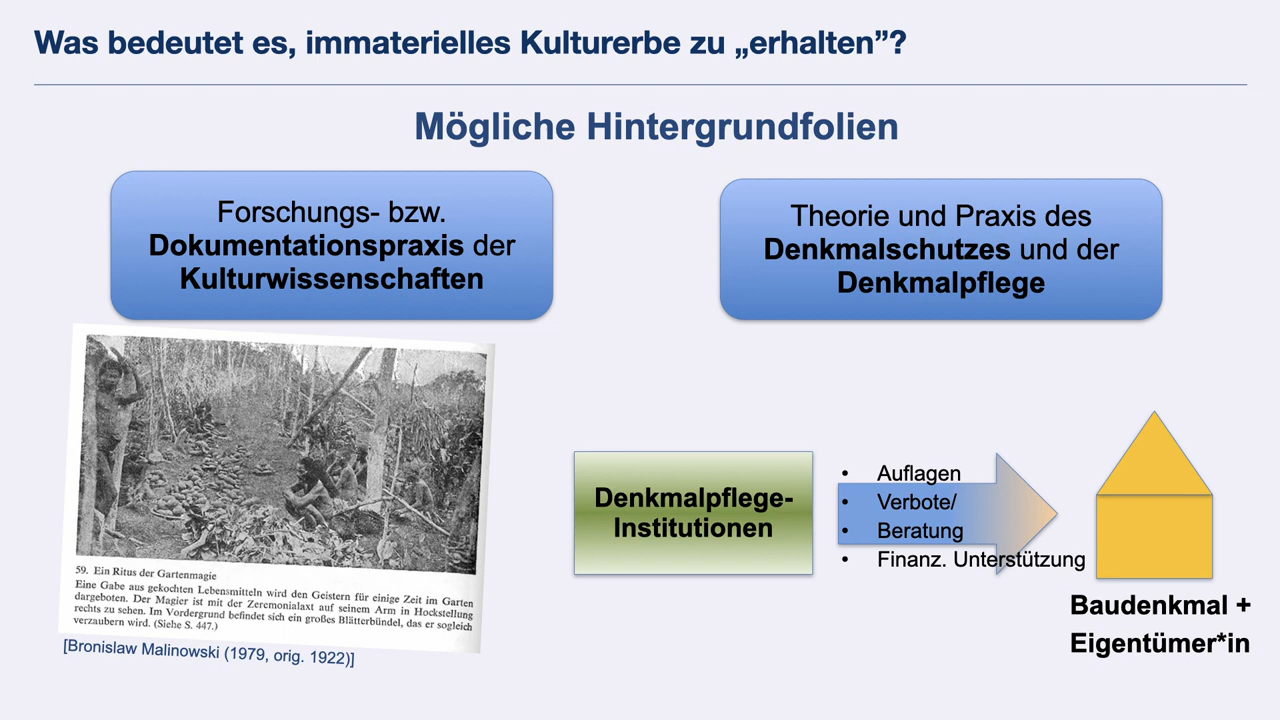 Was bedeutet es, immaterielles Kulturerbe zu „erhalten”?
Mögliche Hintergrundfolien
Forschungs- bzw.
Dokumentationspraxis der
Kulturwissenschaften
Theorie und Praxis des
Denkmalschutzes und der
Denkmalpflege
59. Ein Ritus der Gartenmagie
Eine Gabe aus gekochten Lebensmitteln wird den Geistern für einige Zeit im Garten
dargeboten. Der Magier ist mit der Zeremonialaxt auf seinem Arm in Hockstellung
rechts zu sehen. Im Vordergrund befindet sich ein großes Blätterbündel, das er sogleich
verzaubern wird. (Siehe S. 447.)
[Bronislaw Malinowski (1979, orig. 1922)]
Denkmalpflege-
Institutionen
• Auflagen
• Verbote/
• Beratung
• Finanz. Unterstützung
Baudenkmal +
Eigentümer*in